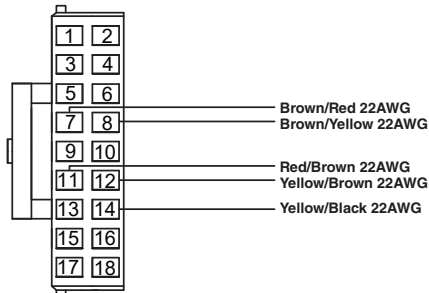 1 2
3 4
5 6
7 8
Brown/Red 22AWG
Brown/Yellow 22AWG
9 10
11 12
Red/Brown 22AWG
Yellow/Brown 22AWG
13 14
Yellow/Black 22AWG
15 16
17 18